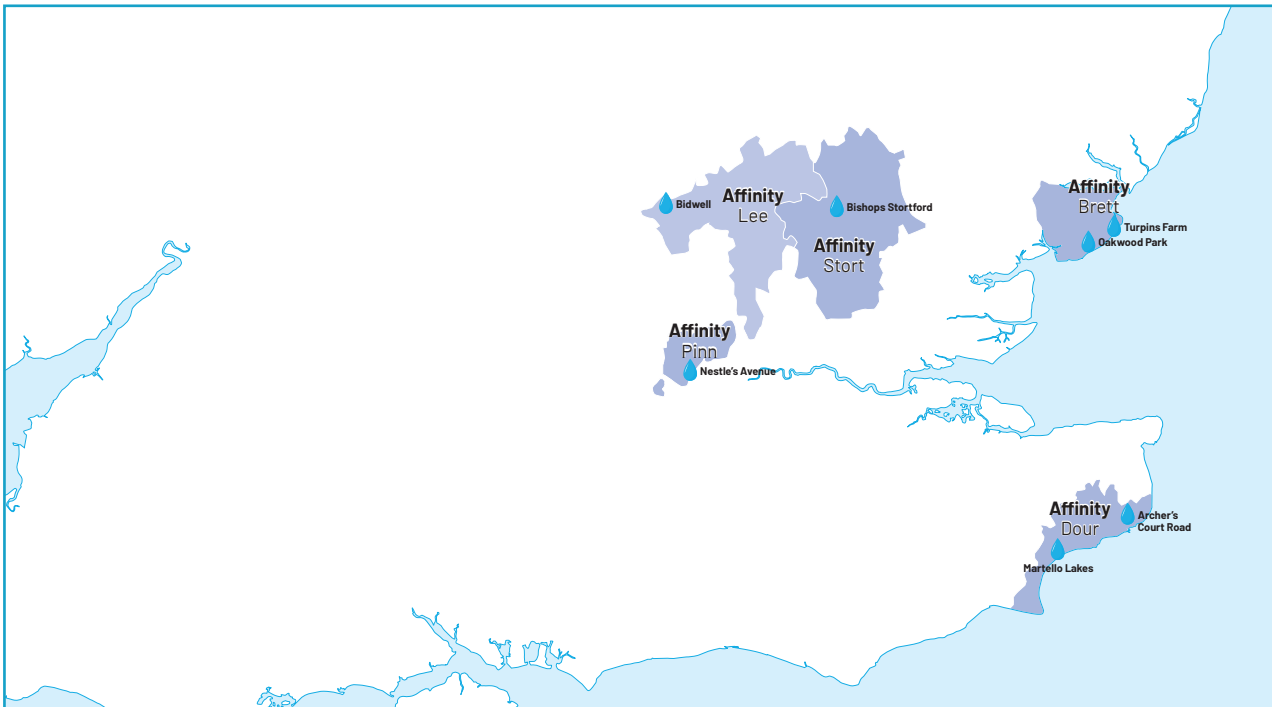 Affinity
Lee
Bidwell
Bishops Stortford
Affinity
Stort
Affinity
Brett
Turpins Farm
Oakwood Park
Affinity
Pinn
Nestle's Avenue
Affinity
Dour
Archer's
Court Road
Martello Lakes